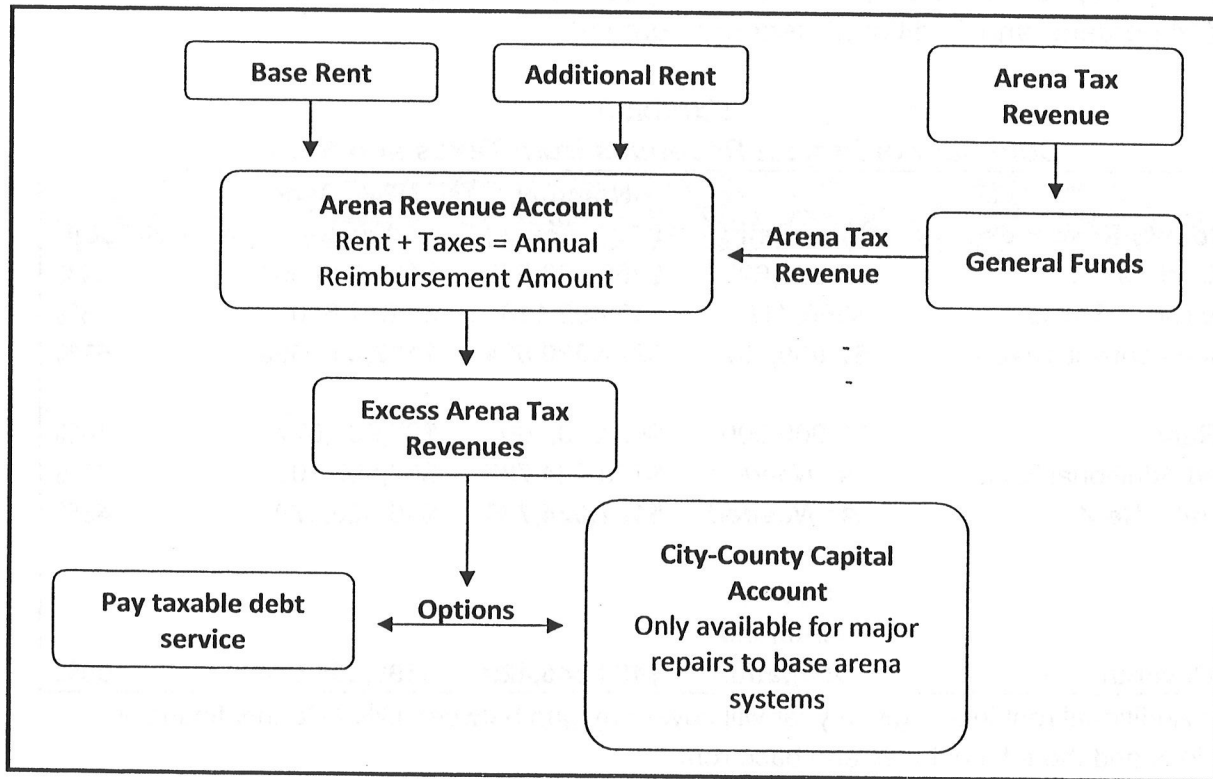 Base Rent
Additional Rent
Arena Tax
Revenue
Arena Revenue Account
Rent + Taxes = Annual
Reimbursement Amount
Arena Tax
Revenue
General Funds
Excess Arena Tax
Revenues
Pay taxable debt
service
Options
City-County Capital
Account
Only available for major
repairs to base arena
systems